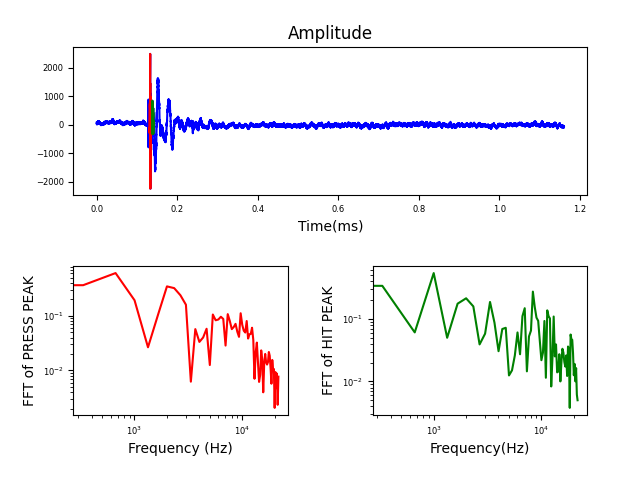 Amplitude
2000
1000
0
−1000
−2000
0.0 0.2 0.4 0.6 0.8 1.0 1.2
Time(ms)
FFT of PRESS PEAK
10⁻¹
10⁻²
10³ 10⁴
Frequency (Hz)
FFT of HIT PEAK
10⁻¹
10⁻²
10³ 10⁴
Frequency(Hz)